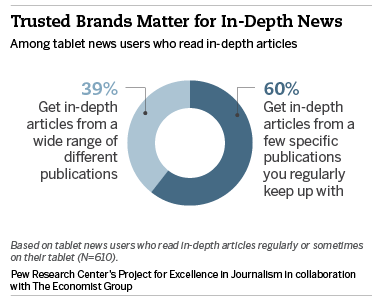 Trusted Brands Matter for In-Depth News
Among tablet news users who read in-depth articles
39%
Get in-depth
articles from a
wide range of
different
publications
60%
Get in-depth
articles from a
few specific
publications
you regularly
keep up with
Based on tablet news users who read in-depth articles regularly or sometimes
on their tablet (N=610).
Pew Research Center's Project for Excellence in Journalism in collaboration
with The Economist Group